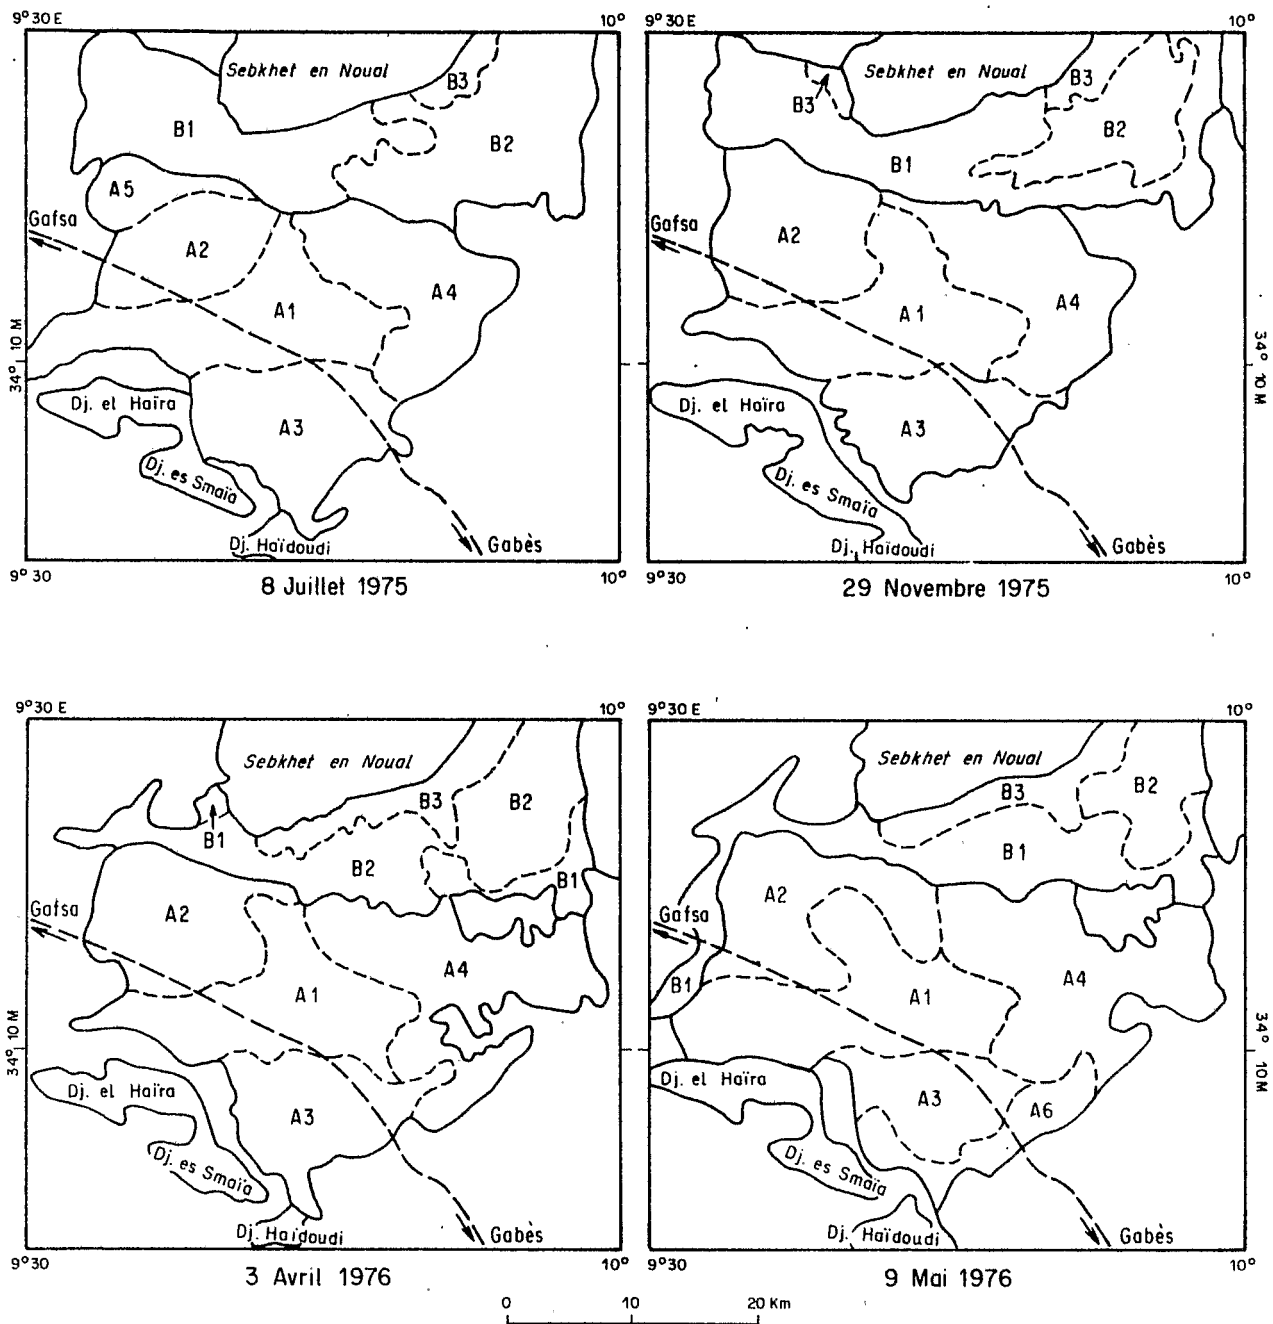 9° 30 E
10°
Sebkhet en Noual
B3
B1
B2
A5
Gafsa
A2
A4
A1
34° 10 M
Dj. el Haïra
A3
Dj. es Smaïa
Dj. Haïdoudi
Gabès
9° 30
10°
8 Juillet 1975
9° 30 E
10°
Sebkhet en Noual
B3
B3
B2
B1
Gafsa
A2
A1
A4
34° 10 M
Dj. el Haïra
A3
Dj. es Smaïa
Dj. Haïdoudi
Gabès
9° 30
10°
29 Novembre 1975
9° 30 E
10°
Sebkhet en Noual
B3
B2
B1
B2
B1
Gafsa
A2
A4
A1
34° 10 M
Dj. el Haïra
A3
Dj. es Smaïa
Dj. Haïdoudi
Gabès
9° 30
10°
3 Avril 1976
9° 30 E
10°
Sebkhet en Noual
B3
B2
B1
A2
Gafsa
B1
A1
A4
34° 10 M
Dj. el Haïra
A3
A6
Dj. es Smaïa
Dj. Haïdoudi
Gabès
9° 30
10°
9 Mai 1976
0 10 20 Km